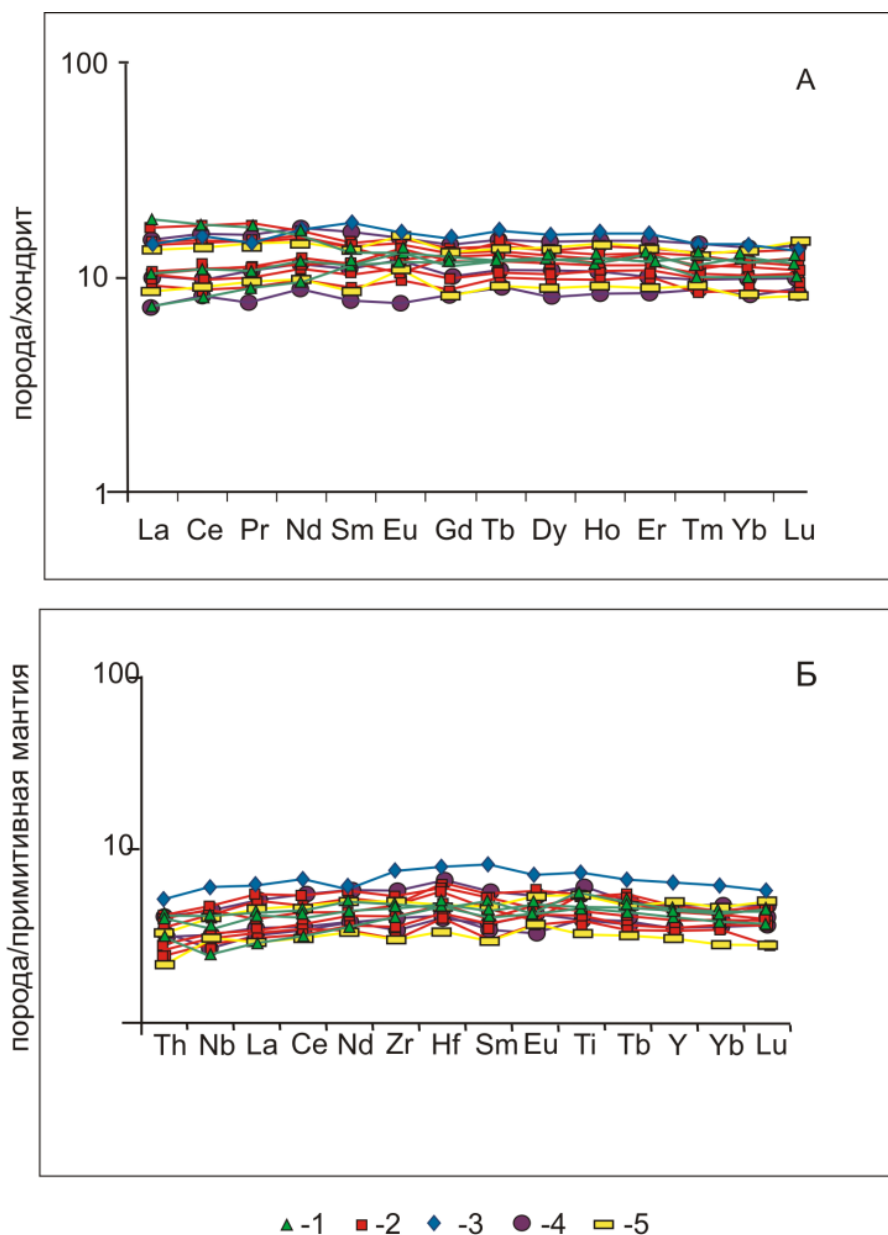 А
порода/хондрит
100
10
1
La Ce Pr Nd Sm Eu Gd Tb Dy Ho Er Tm Yb Lu
Б
порода/примитивная мантия
100
10
Th Nb La Ce Nd Zr Hf Sm Eu Ti Tb Y Yb Lu
-1 -2 -3 -4 -5